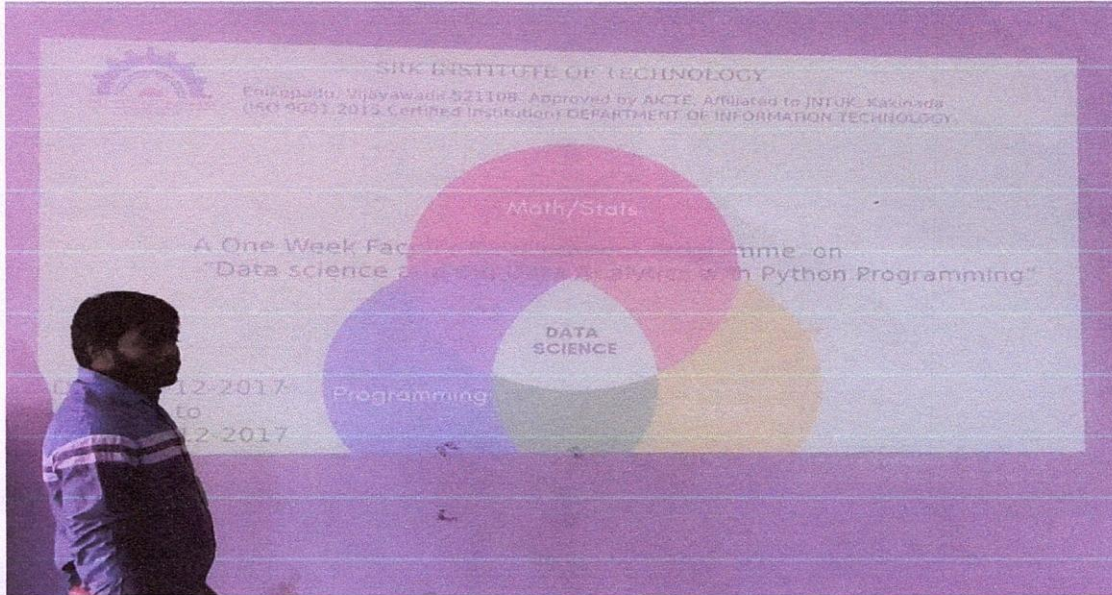 SRK INSTITUTE OF TECHNOLOGY
Enikepadu, Vijayawada 521108 Approved by AICTE, Affiliated to JNTUK, Kakinada
(ISO 9001:2015 Certified Institution) DEPARTMENT OF INFORMATION TECHNOLOGY
Math/Stats
A One Week mme on
"Data science Python Programming"
DATA
SCIENCE
Programming
12-2017
to
12-2017